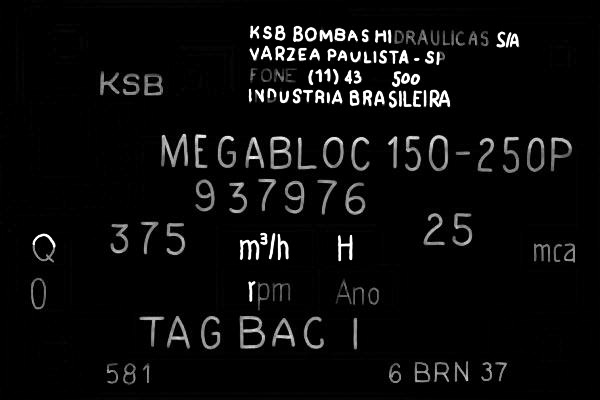 KSB BOMBAS HIDRAULICAS S/A
VARZEA PAULISTA - SP
FONE (11) 43 500
INDUSTRIA BRASILEIRA
KSB
MEGABLOC 150-250P
937976
Q 375 m³/h H 25 mca
0 rpm Ano
TAG BAC I
581 6 BRN 37